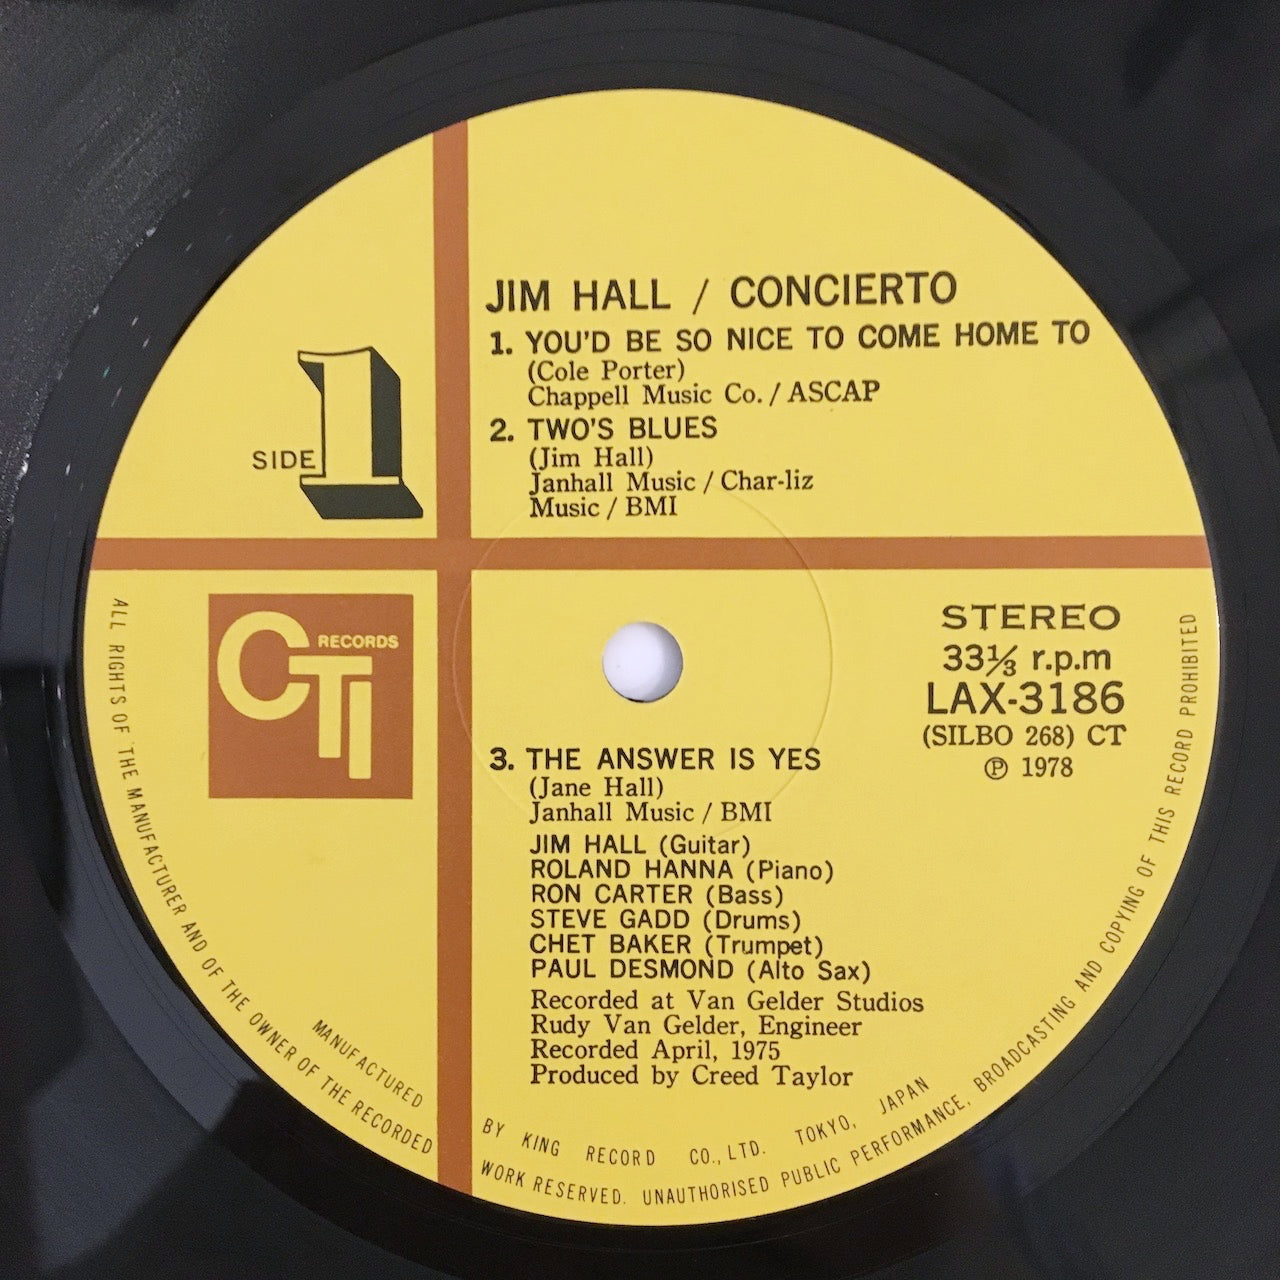 JIM HALL / CONCIERTO
1. YOU'D BE SO NICE TO COME HOME TO
(Cole Porter)
Chappell Music Co. / ASCAP
2. TWO'S BLUES
(Jim Hall)
Janhall Music / Char-liz
Music / BMI
SIDE 1
CTI RECORDS
STEREO
33⅓ r.p.m
LAX-3186
(SILBO 268) CT
Ⓟ 1978
3. THE ANSWER IS YES
(Jane Hall)
Janhall Music / BMI
JIM HALL (Guitar)
ROLAND HANNA (Piano)
RON CARTER (Bass)
STEVE GADD (Drums)
CHET BAKER (Trumpet)
PAUL DESMOND (Alto Sax)
Recorded at Van Gelder Studios
Rudy Van Gelder, Engineer
Recorded April, 1975
Produced by Creed Taylor
MANUFACTURED BY KING RECORD CO., LTD. TOKYO, JAPAN
ALL RIGHTS OF THE MANUFACTURER AND OF THE OWNER OF THE RECORDED WORK RESERVED. UNAUTHORISED PUBLIC PERFORMANCE, BROADCASTING AND COPYING OF THIS RECORD PROHIBITED